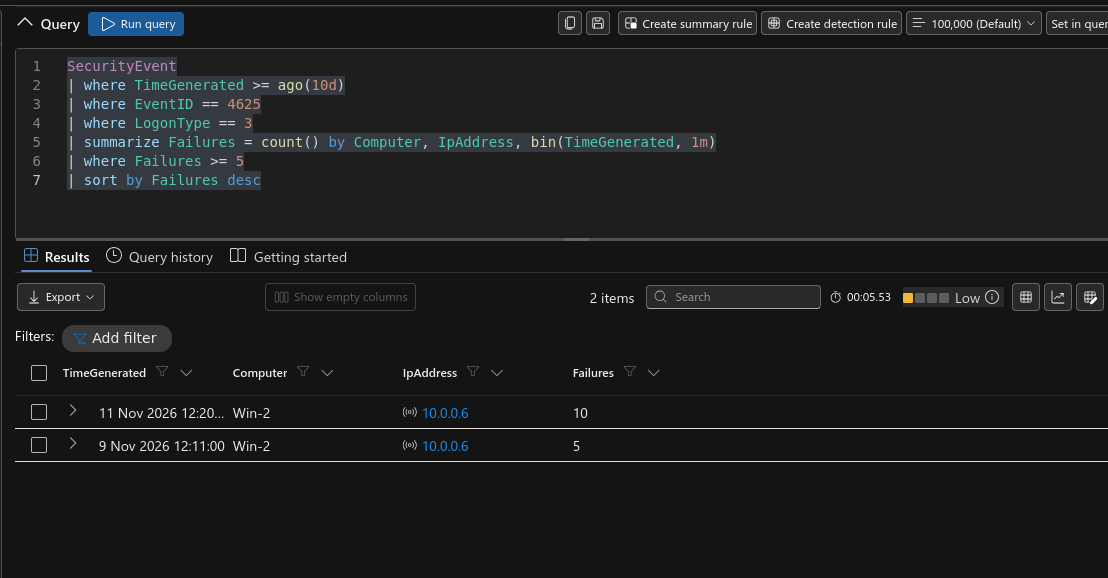 Query Run query Create summary rule Create detection rule 100,000 (Default) Set in quer
1 SecurityEvent
2 | where TimeGenerated >= ago(10d)
3 | where EventID == 4625
4 | where LogonType == 3
5 | summarize Failures = count() by Computer, IpAddress, bin(TimeGenerated, 1m)
6 | where Failures >= 5
7 | sort by Failures desc
Results Query history Getting started
Export Show empty columns 2 items Search 00:05.53 Low
Filters: Add filter
TimeGenerated Computer IpAddress Failures
11 Nov 2026 12:20... Win-2 10.0.0.6 10
9 Nov 2026 12:11:00 Win-2 10.0.0.6 5